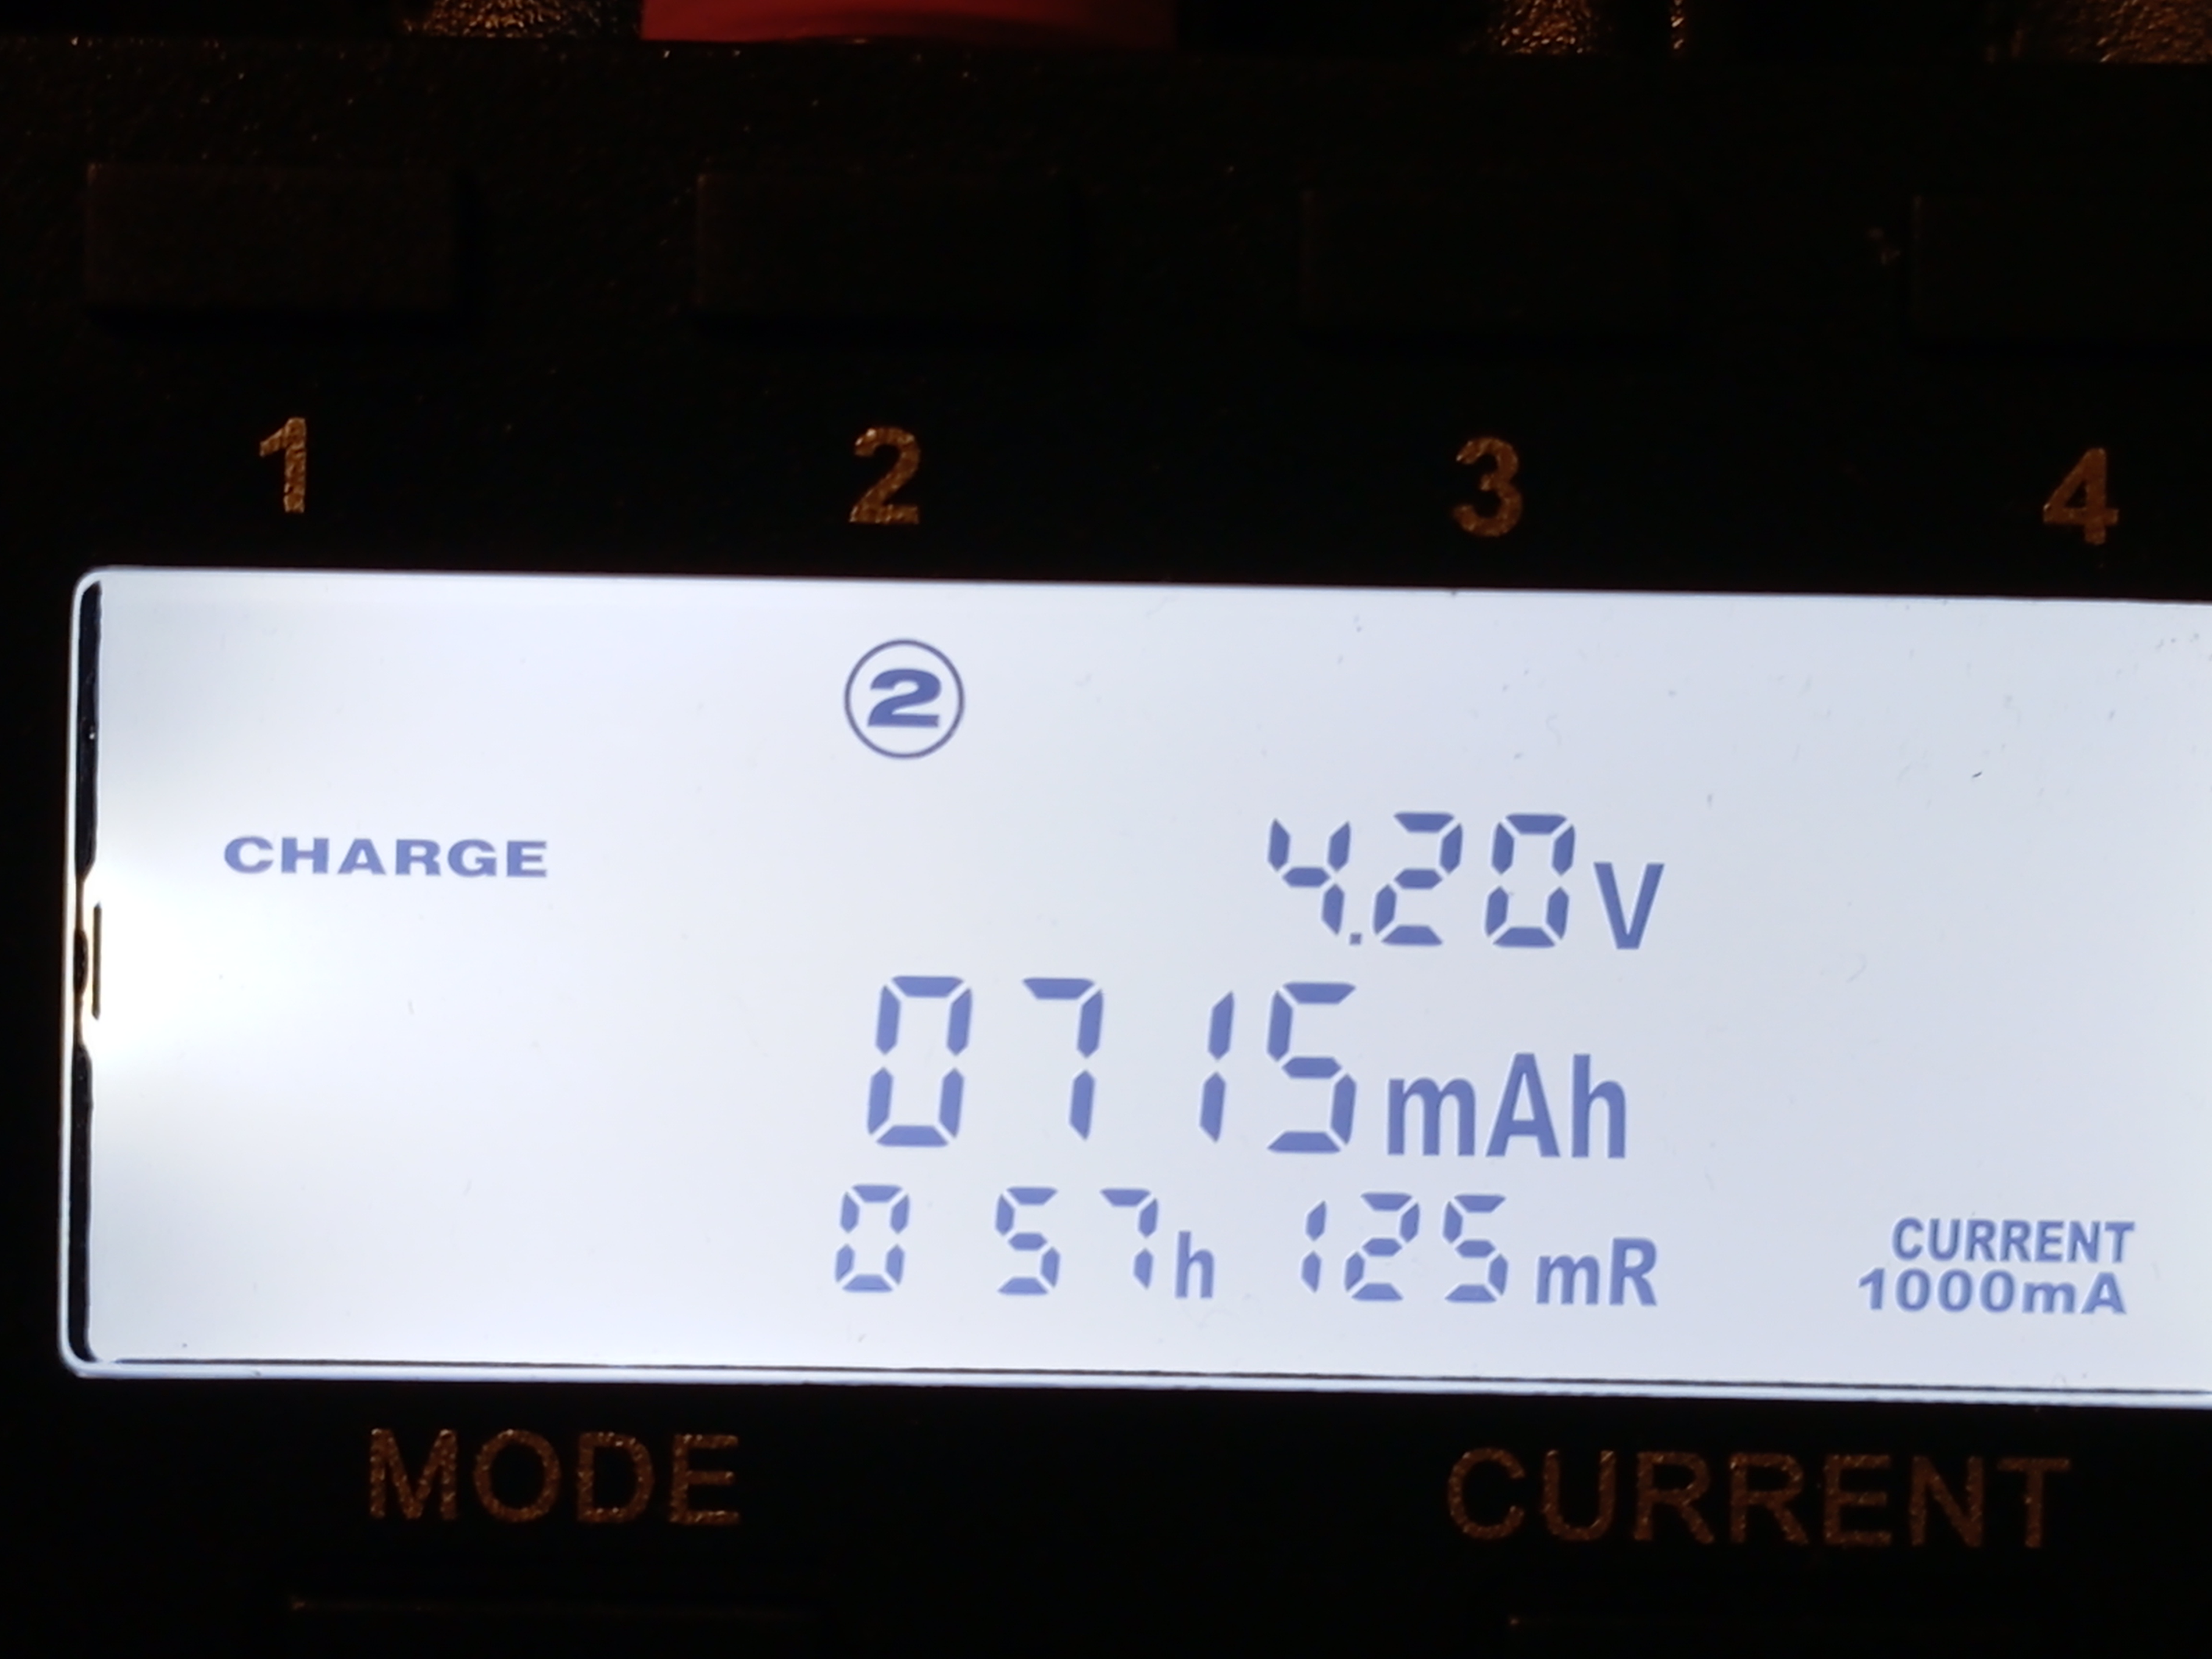 1 2 3 4
2
CHARGE 4.20V
0715mAh
0 57h 125mR CURRENT
1000mA
MODE CURRENT